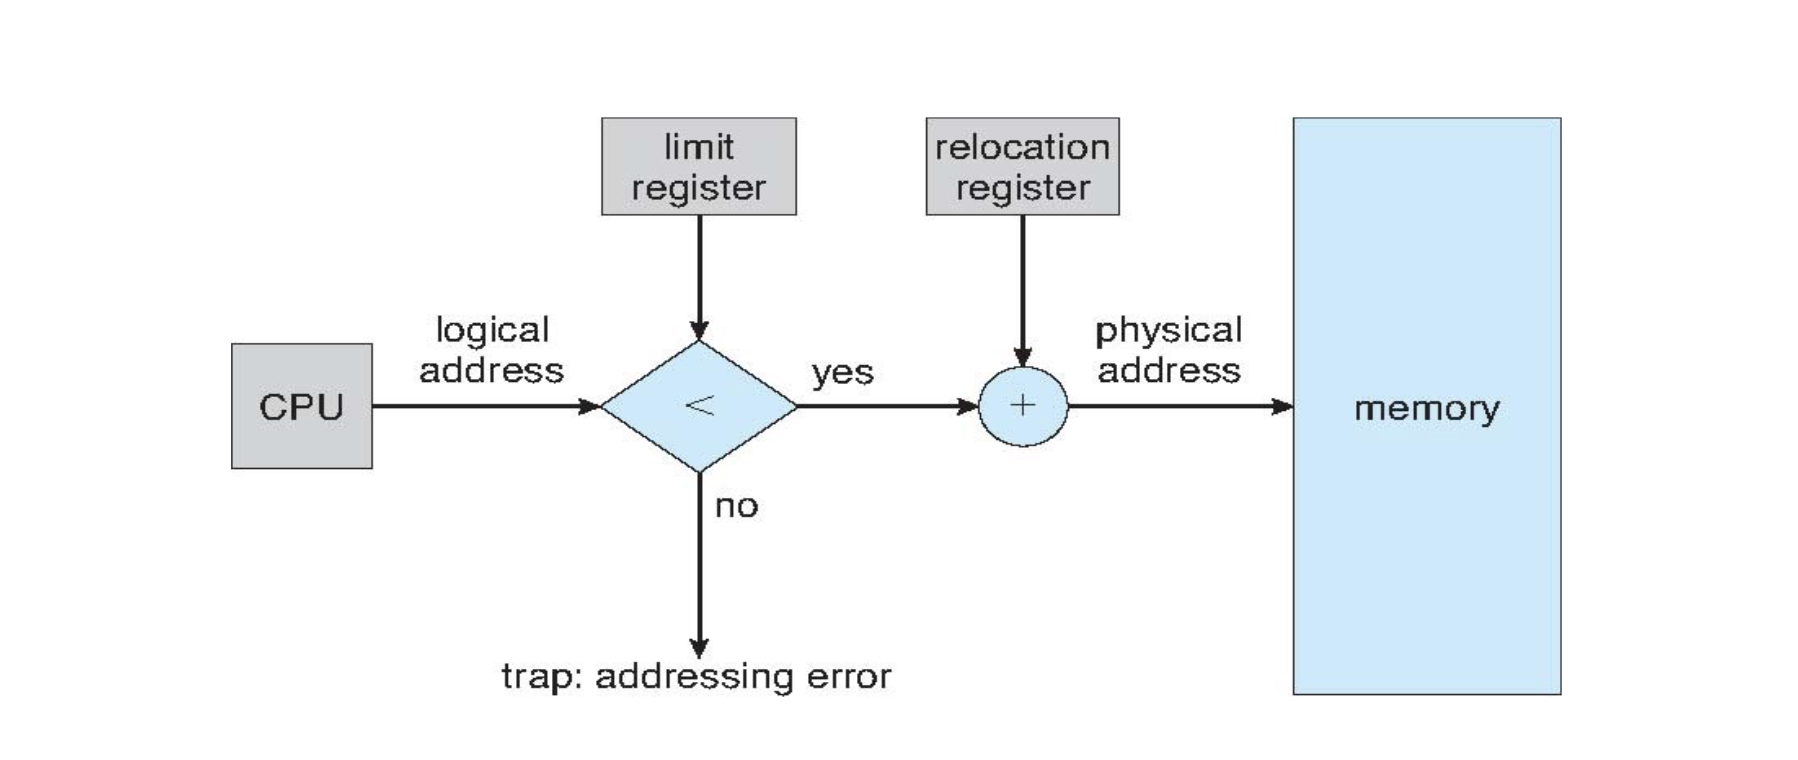 limit
register
relocation
register
logical
address
yes
physical
address
CPU
<
+
memory
no
trap: addressing error